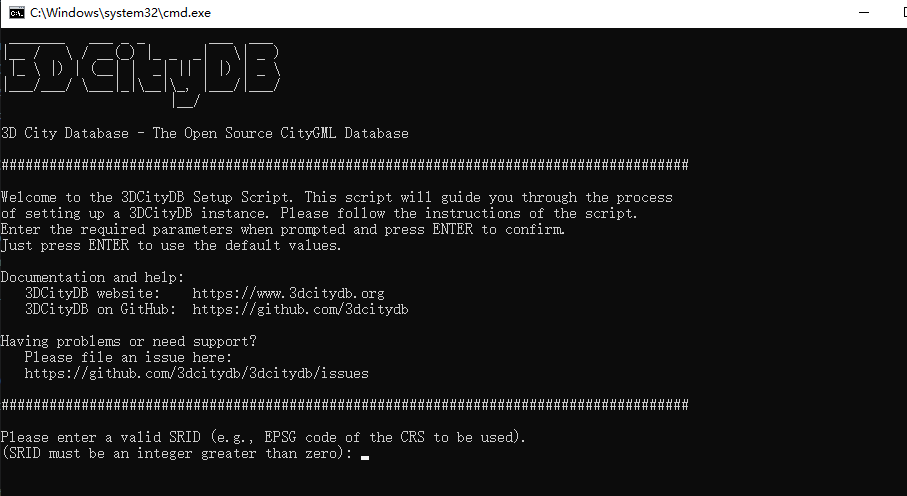 C:\Windows\system32\cmd.exe
3DCityDB
3D City Database - The Open Source CityGML Database
######################################################################################
Welcome to the 3DCityDB Setup Script. This script will guide you through the process
of setting up a 3DCityDB instance. Please follow the instructions of the script.
Enter the required parameters when prompted and press ENTER to confirm.
Just press ENTER to use the default values.
Documentation and help:
3DCityDB website: https://www.3dcitydb.org
3DCityDB on GitHub: https://github.com/3dcitydb
Having problems or need support?
Please file an issue here:
https://github.com/3dcitydb/3dcitydb/issues
######################################################################################
Please enter a valid SRID (e.g., EPSG code of the CRS to be used).
(SRID must be an integer greater than zero): _